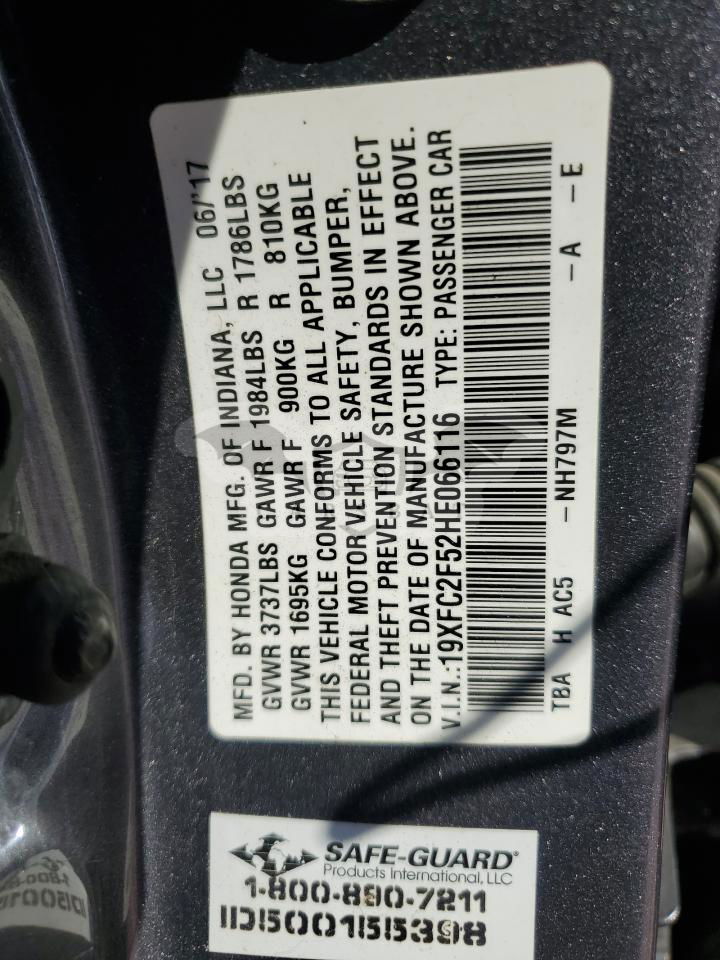 MFD. BY HONDA MFG. OF INDIANA, LLC 06/'17
GVWR 3737LBS GAWR F 1984LBS R 1786LBS
GVWR 1695KG GAWR F 900KG R 810KG
THIS VEHICLE CONFORMS TO ALL APPLICABLE
FEDERAL MOTOR VEHICLE SAFETY, BUMPER,
AND THEFT PREVENTION STANDARDS IN EFFECT
ON THE DATE OF MANUFACTURE SHOWN ABOVE.
V.I.N.:19XFC2F52HE066116 TYPE: PASSENGER CAR
TBA H AC5 -NH797M -A -E
SAFE-GUARD®
Products International, LLC
1-800-890-7211
ID500155398